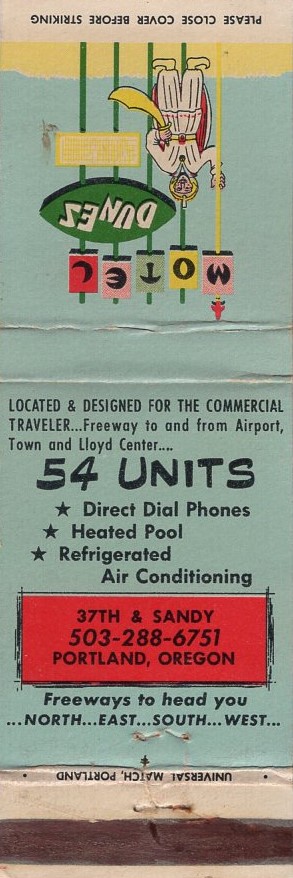 PLEASE CLOSE COVER BEFORE STRIKING
DUNEZ
MOTEL
LOCATED & DESIGNED FOR THE COMMERCIAL
TRAVELER...Freeway to and from Airport,
Town and Lloyd Center....
54 UNITS
★ Direct Dial Phones
★ Heated Pool
★ Refrigerated
Air Conditioning
37TH & SANDY
503-288-6751
PORTLAND, OREGON
Freeways to head you
...NORTH...EAST...SOUTH...WEST...
UNIVERSAL MATCH, PORTLAND